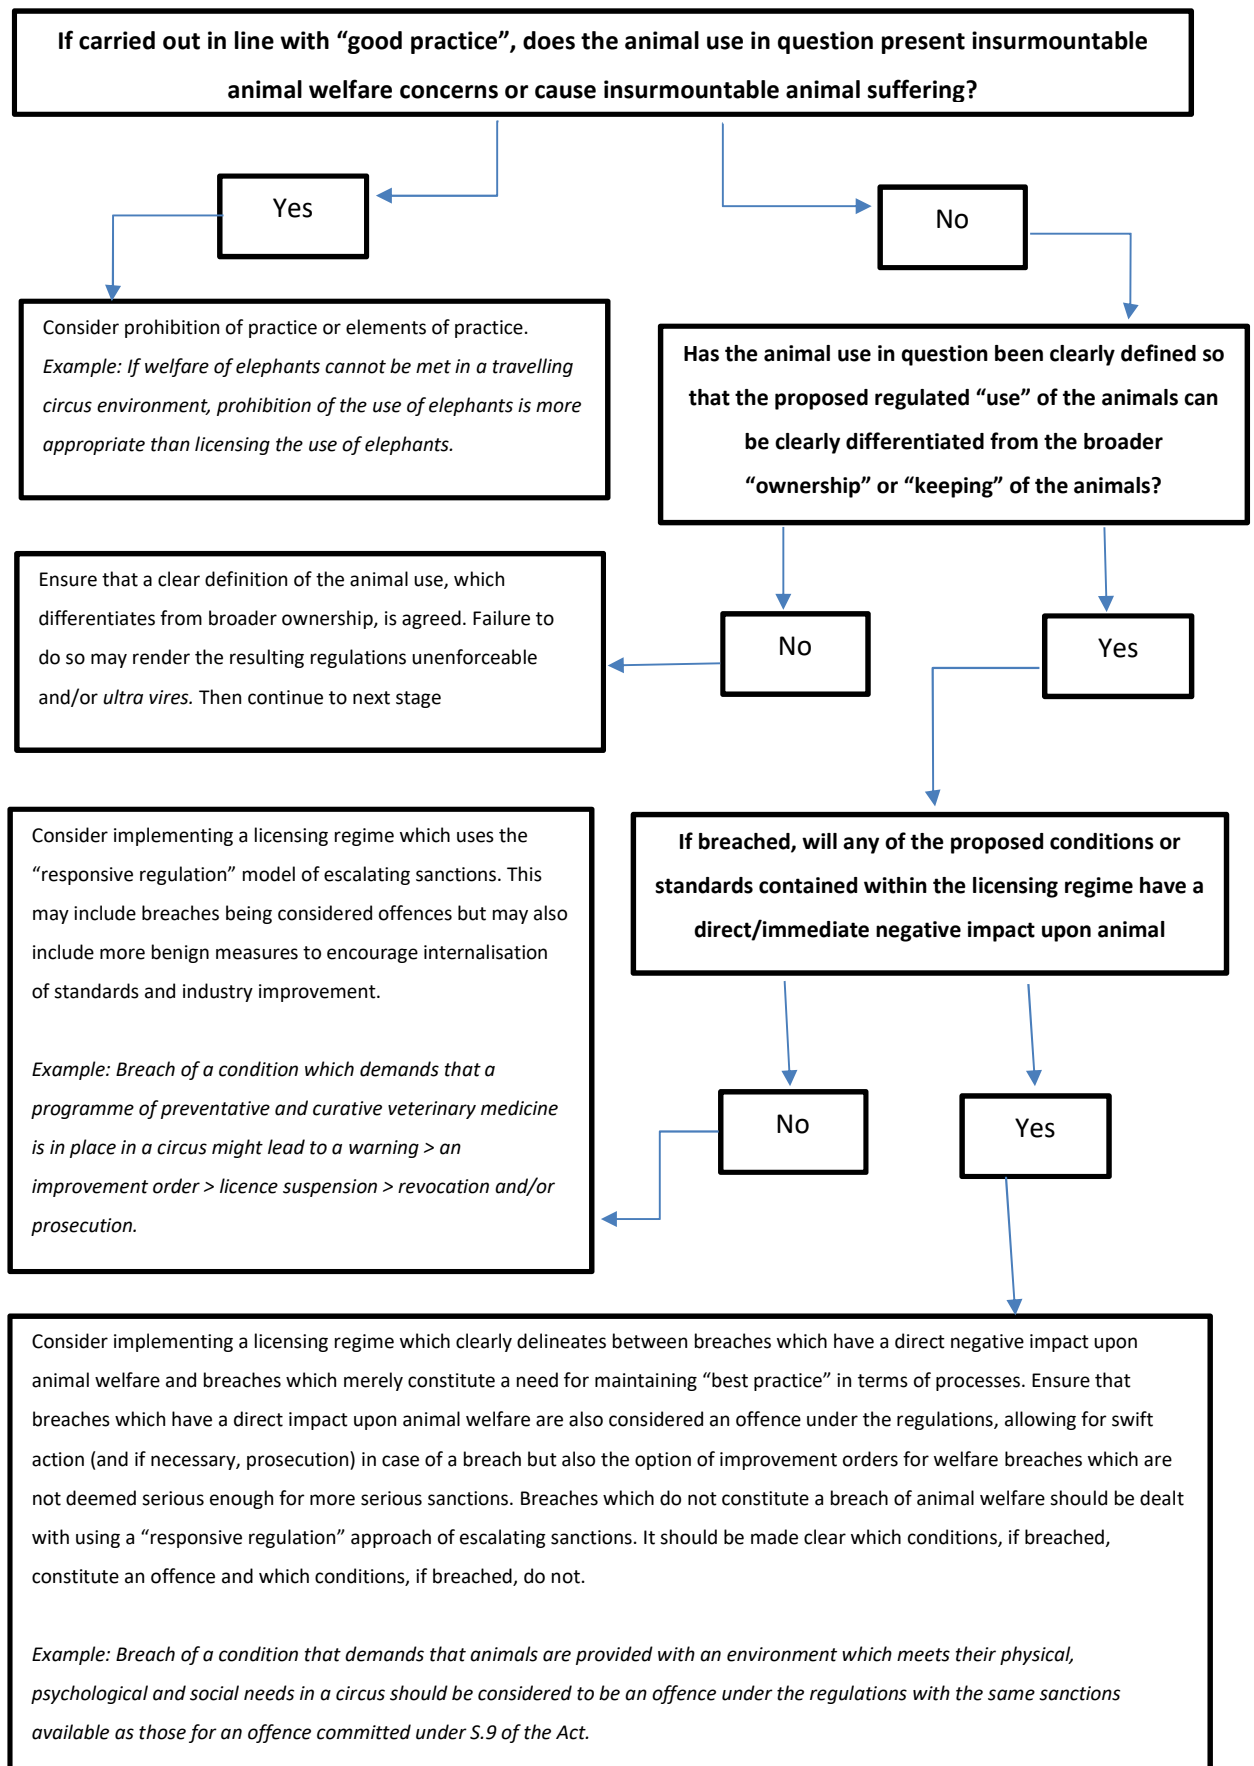 If carried out in line with “good practice”, does the animal use in question present insurmountable
animal welfare concerns or cause insurmountable animal suffering?
Yes
No
Consider prohibition of practice or elements of practice.
Example: If welfare of elephants cannot be met in a travelling
circus environment, prohibition of the use of elephants is more
appropriate than licensing the use of elephants.
Has the animal use in question been clearly defined so
that the proposed regulated “use” of the animals can
be clearly differentiated from the broader
“ownership” or “keeping” of the animals?
Ensure that a clear definition of the animal use, which
differentiates from broader ownership, is agreed. Failure to
do so may render the resulting regulations unenforceable
and/or ultra vires. Then continue to next stage
No
Yes
Consider implementing a licensing regime which uses the
“responsive regulation” model of escalating sanctions. This
may include breaches being considered offences but may also
include more benign measures to encourage internalisation
of standards and industry improvement.
Example: Breach of a condition which demands that a
programme of preventative and curative veterinary medicine
is in place in a circus might lead to a warning > an
improvement order > licence suspension > revocation and/or
prosecution.
If breached, will any of the proposed conditions or
standards contained within the licensing regime have a
direct/immediate negative impact upon animal
No
Yes
Consider implementing a licensing regime which clearly delineates between breaches which have a direct negative impact upon
animal welfare and breaches which merely constitute a need for maintaining “best practice” in terms of processes. Ensure that
breaches which have a direct impact upon animal welfare are also considered an offence under the regulations, allowing for swift
action (and if necessary, prosecution) in case of a breach but also the option of improvement orders for welfare breaches which are
not deemed serious enough for more serious sanctions. Breaches which do not constitute a breach of animal welfare should be dealt
with using a “responsive regulation” approach of escalating sanctions. It should be made clear which conditions, if breached,
constitute an offence and which conditions, if breached, do not.
Example: Breach of a condition that demands that animals are provided with an environment which meets their physical,
psychological and social needs in a circus should be considered to be an offence under the regulations with the same sanctions
available as those for an offence committed under S.9 of the Act.